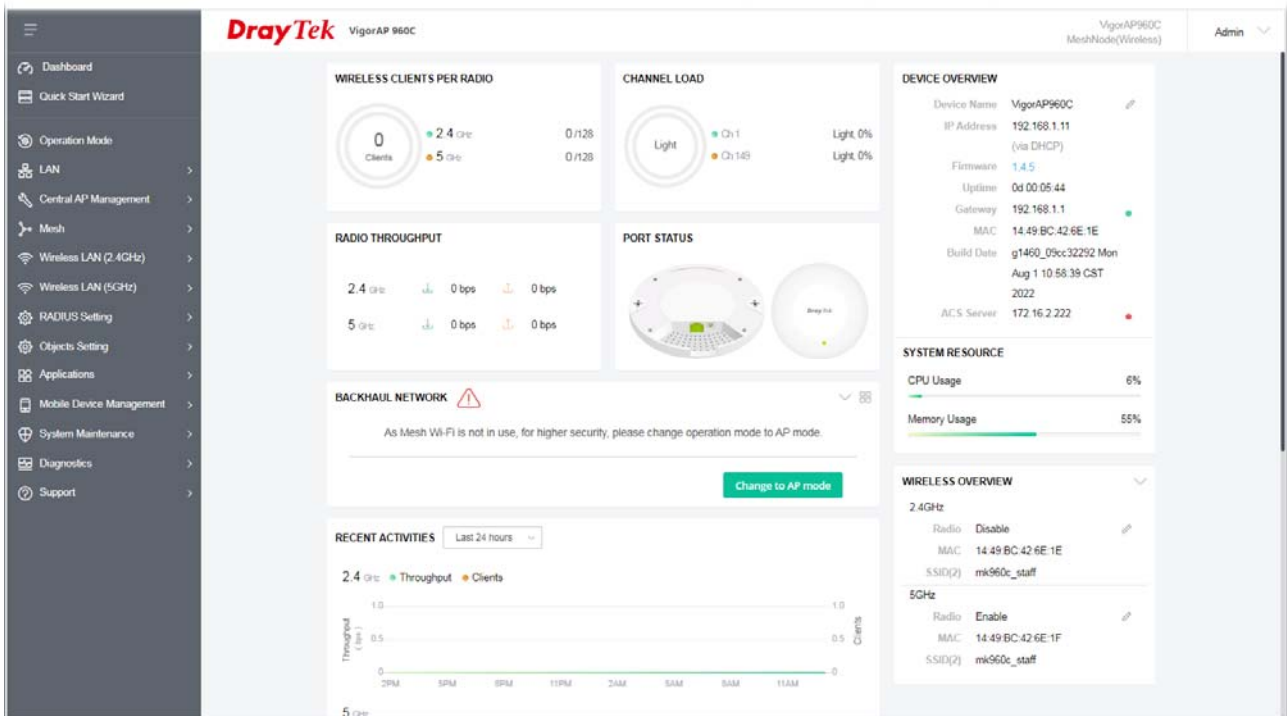 DrayTek VigorAP 960C
VigorAP960C
MeshNode(Wireless)
Admin
Dashboard
Quick Start Wizard
Operation Mode
LAN
Central AP Management
Mesh
Wireless LAN (2.4GHz)
Wireless LAN (5GHz)
RADIUS Setting
Objects Setting
Applications
Mobile Device Management
System Maintenance
Diagnostics
Support
WIRELESS CLIENTS PER RADIO
0
Clients
2.4 GHz 0 /128
5 GHz 0 /128
CHANNEL LOAD
Light
Ch 1 Light, 0%
Ch 149 Light, 0%
RADIO THROUGHPUT
2.4 GHz 0 bps 0 bps
5 GHz 0 bps 0 bps
PORT STATUS
DrayTek
BACKHAUL NETWORK
As Mesh Wi-Fi is not in use, for higher security, please change operation mode to AP mode.
Change to AP mode
RECENT ACTIVITIES Last 24 hours
2.4 GHz Throughput Clients
Throughput
( bps )
1.0
0.5
0
1.0
0.5
0
Clients
2PM 5PM 8PM 11PM 2AM 5AM 8AM 11AM
5 GHz
DEVICE OVERVIEW
Device Name VigorAP960C
IP Address 192.168.1.11
(via DHCP)
Firmware 1.4.5
Uptime 0d 00:05:44
Gateway 192.168.1.1
MAC 14:49:BC:42:6E:1E
Build Date g1460_09cc32292 Mon
Aug 1 10:58:39 CST
2022
ACS Server 172.16.2.222
SYSTEM RESOURCE
CPU Usage 6%
Memory Usage 55%
WIRELESS OVERVIEW
2.4GHz
Radio Disable
MAC 14:49:BC:42:6E:1E
SSID(2) mk960c_staff
5GHz
Radio Enable
MAC 14:49:BC:42:6E:1F
SSID(2) mk960c_staff